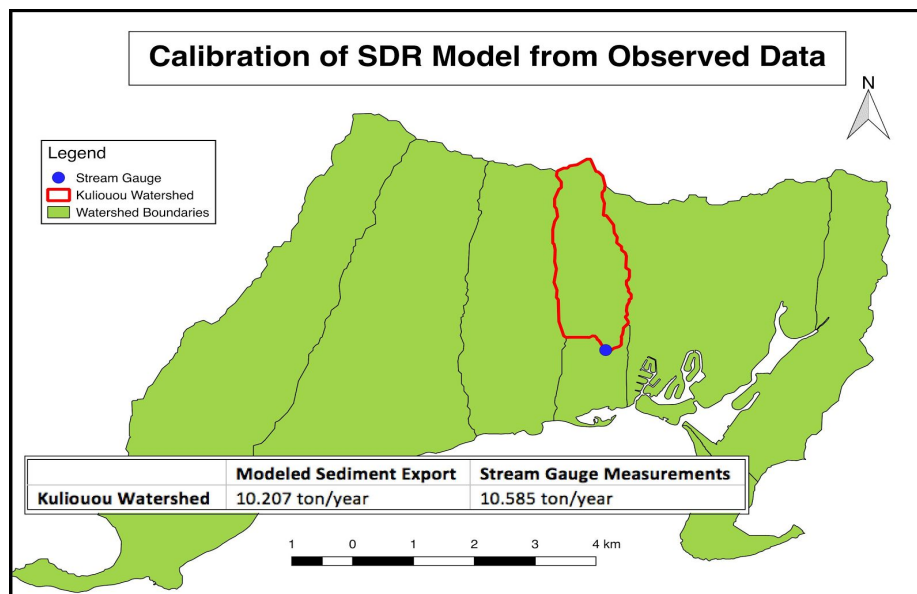 Calibration of SDR Model from Observed Data
N
Legend
Stream Gauge
Kuliouou Watershed
Watershed Boundaries
Modeled Sediment Export Stream Gauge Measurements
Kuliouou Watershed 10.207 ton/year 10.585 ton/year
1 0 1 2 3 4 km